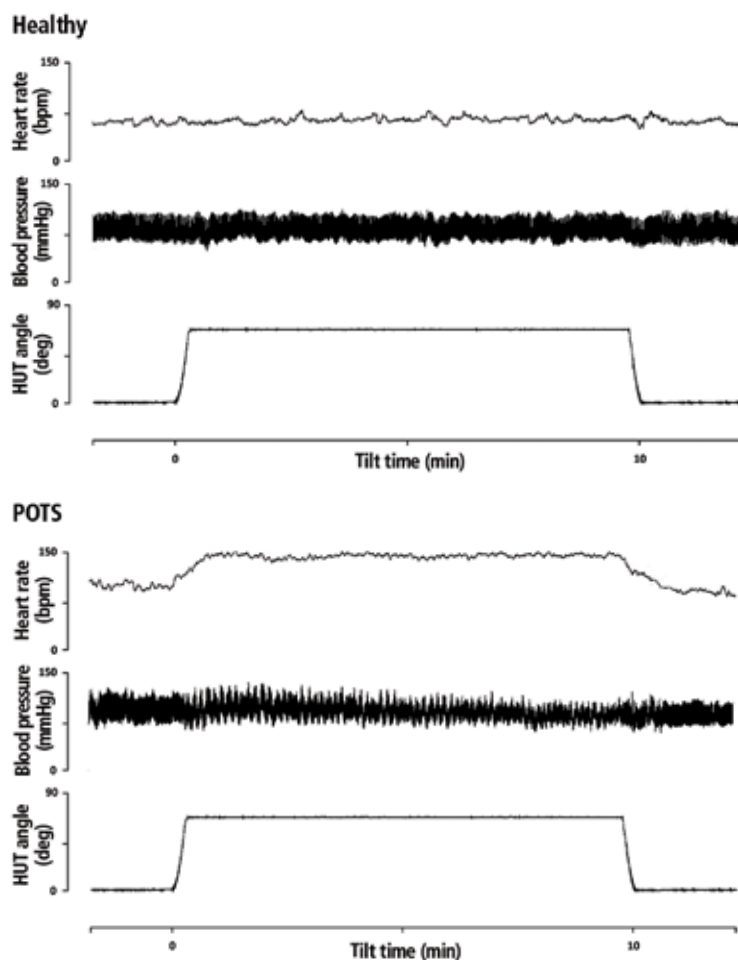 Healthy
150
Heart rate
(bpm)
0
150
Blood pressure
(mmHg)
0
90
HUT angle
(deg)
0
0
Tilt time (min)
10
POTS
150
Heart rate
(bpm)
0
150
Blood pressure
(mmHg)
0
90
HUT angle
(deg)
0
0
Tilt time (min)
10